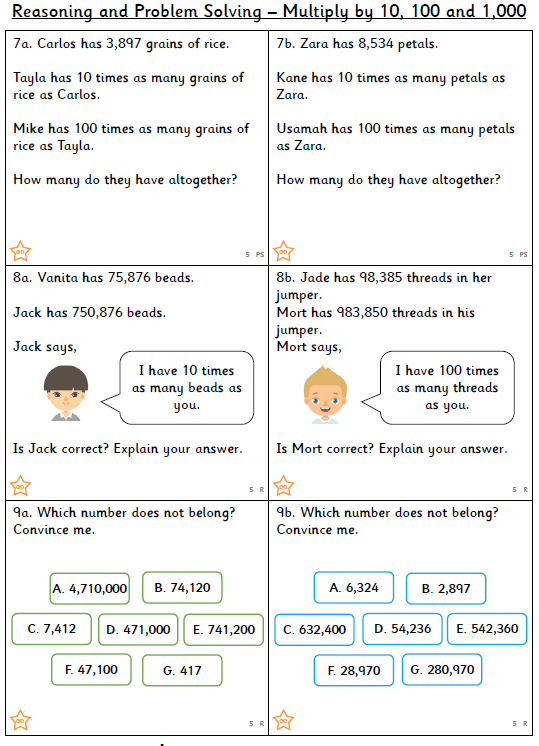 Reasoning and Problem Solving – Multiply by 10, 100 and 1,000
7a. Carlos has 3,897 grains of rice.
Tayla has 10 times as many grains of
rice as Carlos.
Mike has 100 times as many grains of
rice as Tayla.
How many do they have altogether?
GD
5 PS
7b. Zara has 8,534 petals.
Kane has 10 times as many petals as
Zara.
Usamah has 100 times as many petals
as Zara.
How many do they have altogether?
GD
5 PS
8a. Vanita has 75,876 beads.
Jack has 750,876 beads.
Jack says,
I have 10 times
as many beads as
you.
Is Jack correct? Explain your answer.
GD
5 R
8b. Jade has 98,385 threads in her
jumper.
Mort has 983,850 threads in his
jumper.
Mort says,
I have 100 times
as many threads
as you.
Is Mort correct? Explain your answer.
GD
5 R
9a. Which number does not belong?
Convince me.
A. 4,710,000
B. 74,120
C. 7,412
D. 471,000
E. 741,200
F. 47,100
G. 417
GD
5 R
9b. Which number does not belong?
Convince me.
A. 6,324
B. 2,897
C. 632,400
D. 54,236
E. 542,360
F. 28,970
G. 280,970
GD
5 R